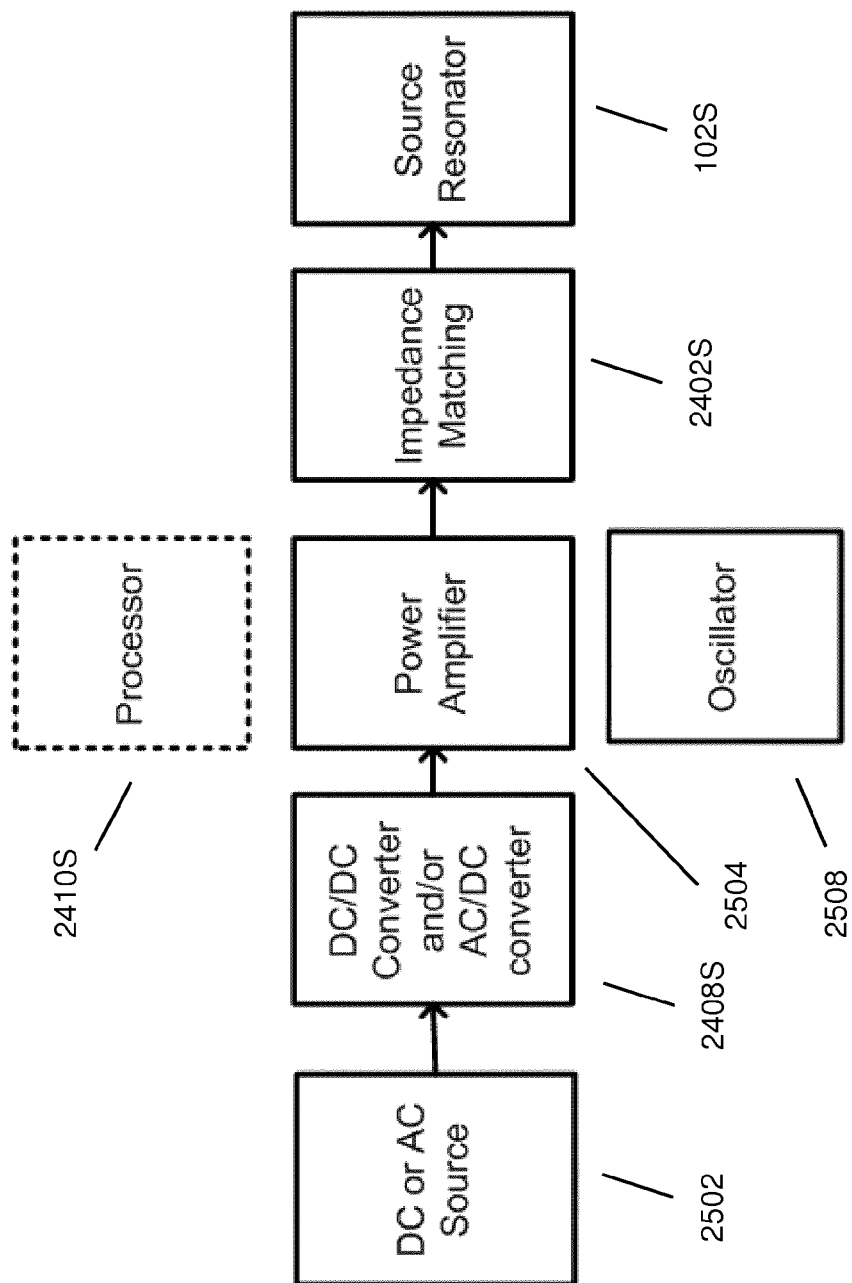 Processor
2410S
DC or AC
Source
2502
DC/DC
Converter
and/or
AC/DC
converter
2408S
Power
Amplifier
2504
Impedance
Matching
2402S
Source
Resonator
102S
Oscillator
2508